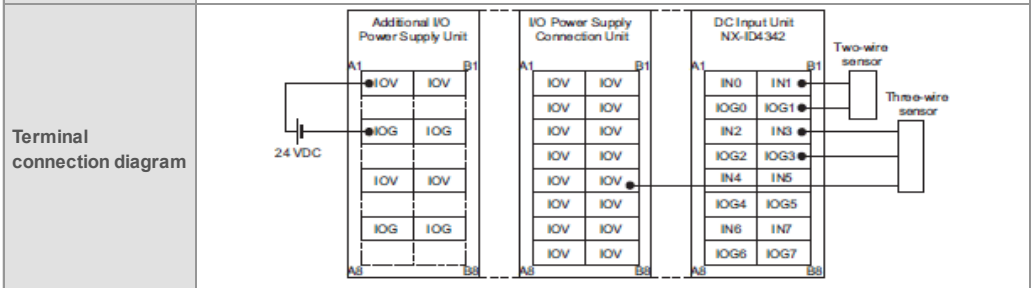 Additional I/O
Power Supply Unit
I/O Power Supply
Connection Unit
DC Input Unit
NX-ID4342
Two-wire
sensor
Three-wire
sensor
Terminal
connection diagram
24 VDC
A1 B1
IOV IOV
IOG IOG
IOV IOV
IOG IOG
A8 B8
A1 B1
IOV IOV
IOV IOV
IOV IOV
IOV IOV
IOV IOV
IOV IOV
IOV IOV
IOV IOV
A8 B8
A1 B1
IN0 IN1
IOG0 IOG1
IN2 IN3
IOG2 IOG3
IN4 IN5
IOG4 IOG5
IN6 IN7
IOG6 IOG7
A8 B8